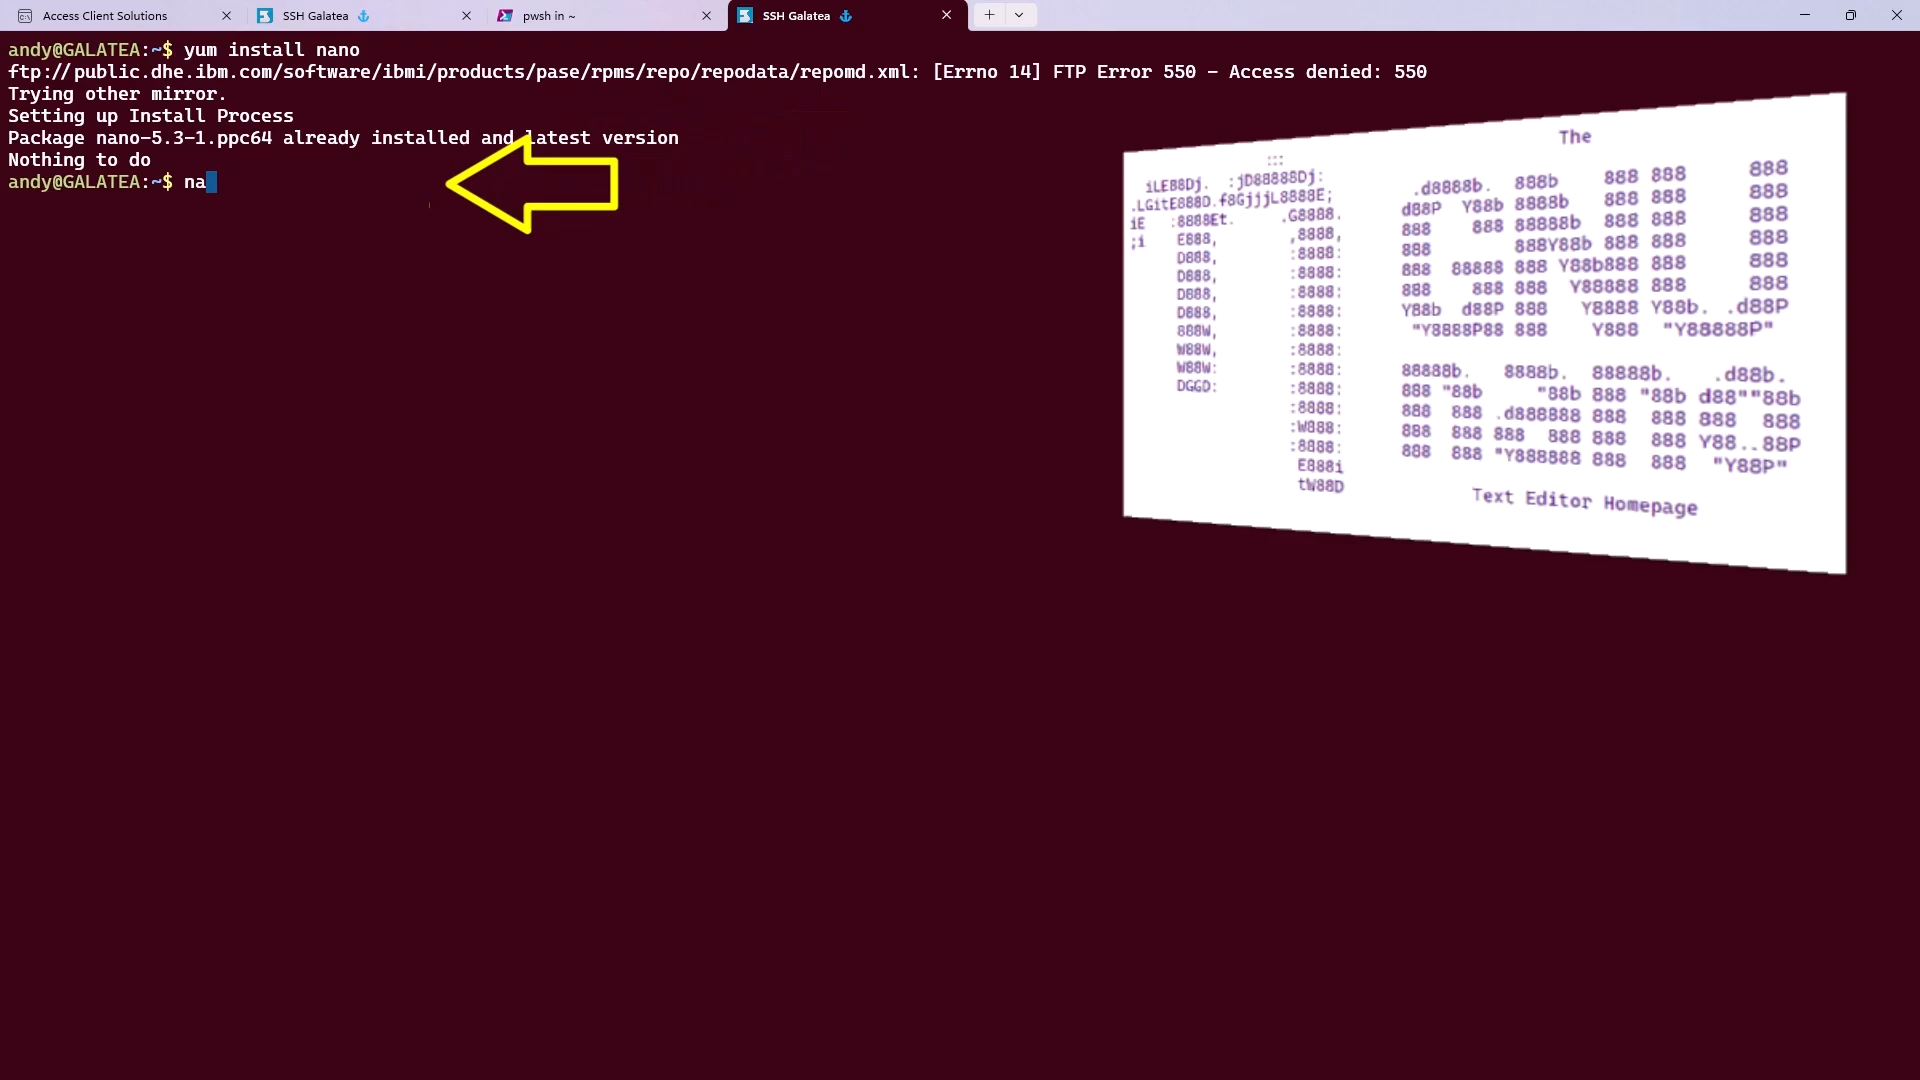 Access Client Solutions
SSH Galatea
pwsh in ~
SSH Galatea
andy@GALATEA:~$ yum install nano
ftp://public.dhe.ibm.com/software/ibmi/products/pase/rpms/repo/repodata/repomd.xml: [Errno 14] FTP Error 550 - Access denied: 550
Trying other mirror.
Setting up Install Process
Package nano-5.3-1.ppc64 already installed and latest version
Nothing to do
andy@GALATEA:~$ na
The
GNU
nano
Text Editor Homepage